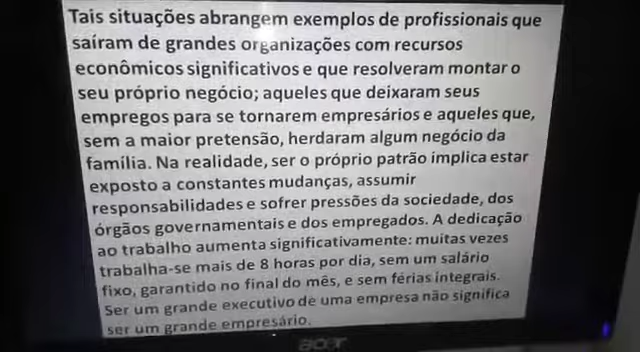 Tais situações abrangem exemplos de profissionais que
saíram de grandes organizações com recursos
econômicos significativos e que resolveram montar o
seu próprio negócio; aqueles que deixaram seus
empregos para se tornarem empresários e aqueles que,
sem a maior pretensão, herdaram algum negócio da
família. Na realidade, ser o próprio patrão implica estar
exposto a constantes mudanças, assumir
responsabilidades e sofrer pressões da sociedade, dos
órgãos governamentais e dos empregados. A dedicação
ao trabalho aumenta significativamente: muitas vezes
trabalha-se mais de 8 horas por dia, sem um salário
fixo, garantido no final do mês, e sem férias integrais.
Ser um grande executivo de uma empresa não significa
ser um grande empresário.
acer